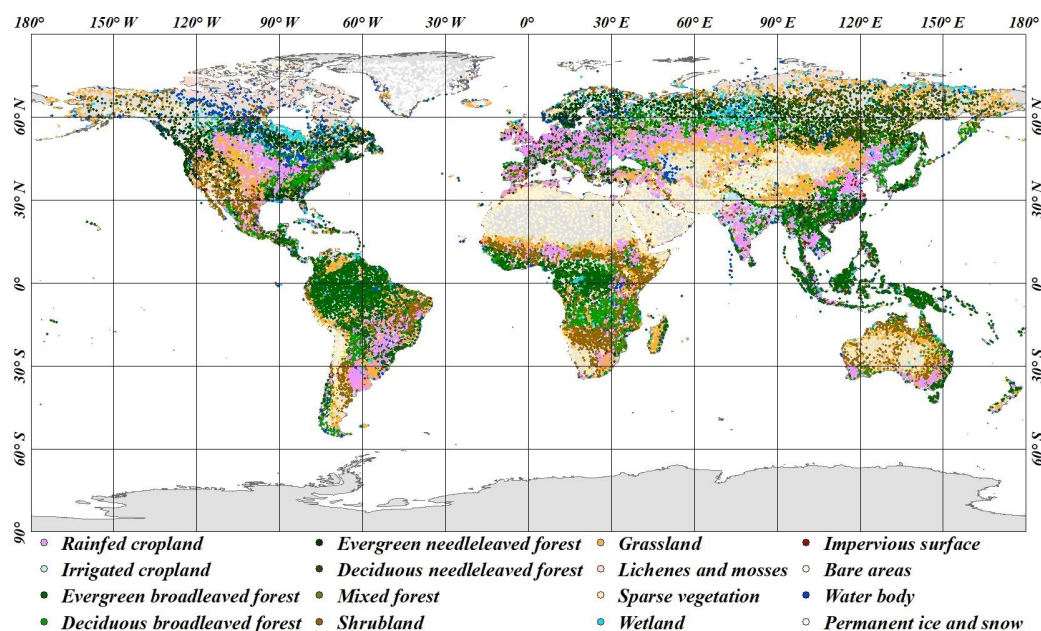 180° 150° W 120° W 90° W 60° W 30° W 0° 30° E 60° E 90° E 120° E 150° E 180°
60° N 60° N
30° N 30° N
0° 0°
30° S 30° S
60° S 60° S
90°
Rainfed cropland Evergreen needleleaved forest Grassland Impervious surface
Irrigated cropland Deciduous needleleaved forest Lichenes and mosses Bare areas
Evergreen broadleaved forest Mixed forest Sparse vegetation Water body
Deciduous broadleaved forest Shrubland Wetland Permanent ice and snow